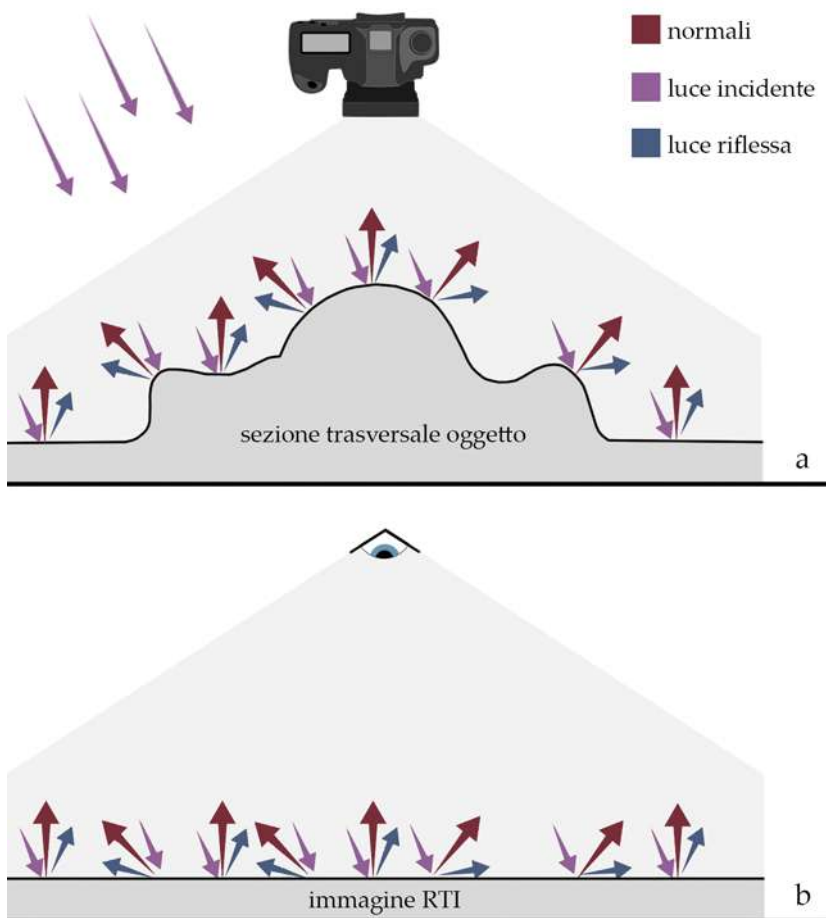 normali
luce incidente
luce riflessa
sezione trasversale oggetto
a
immagine RTI
b